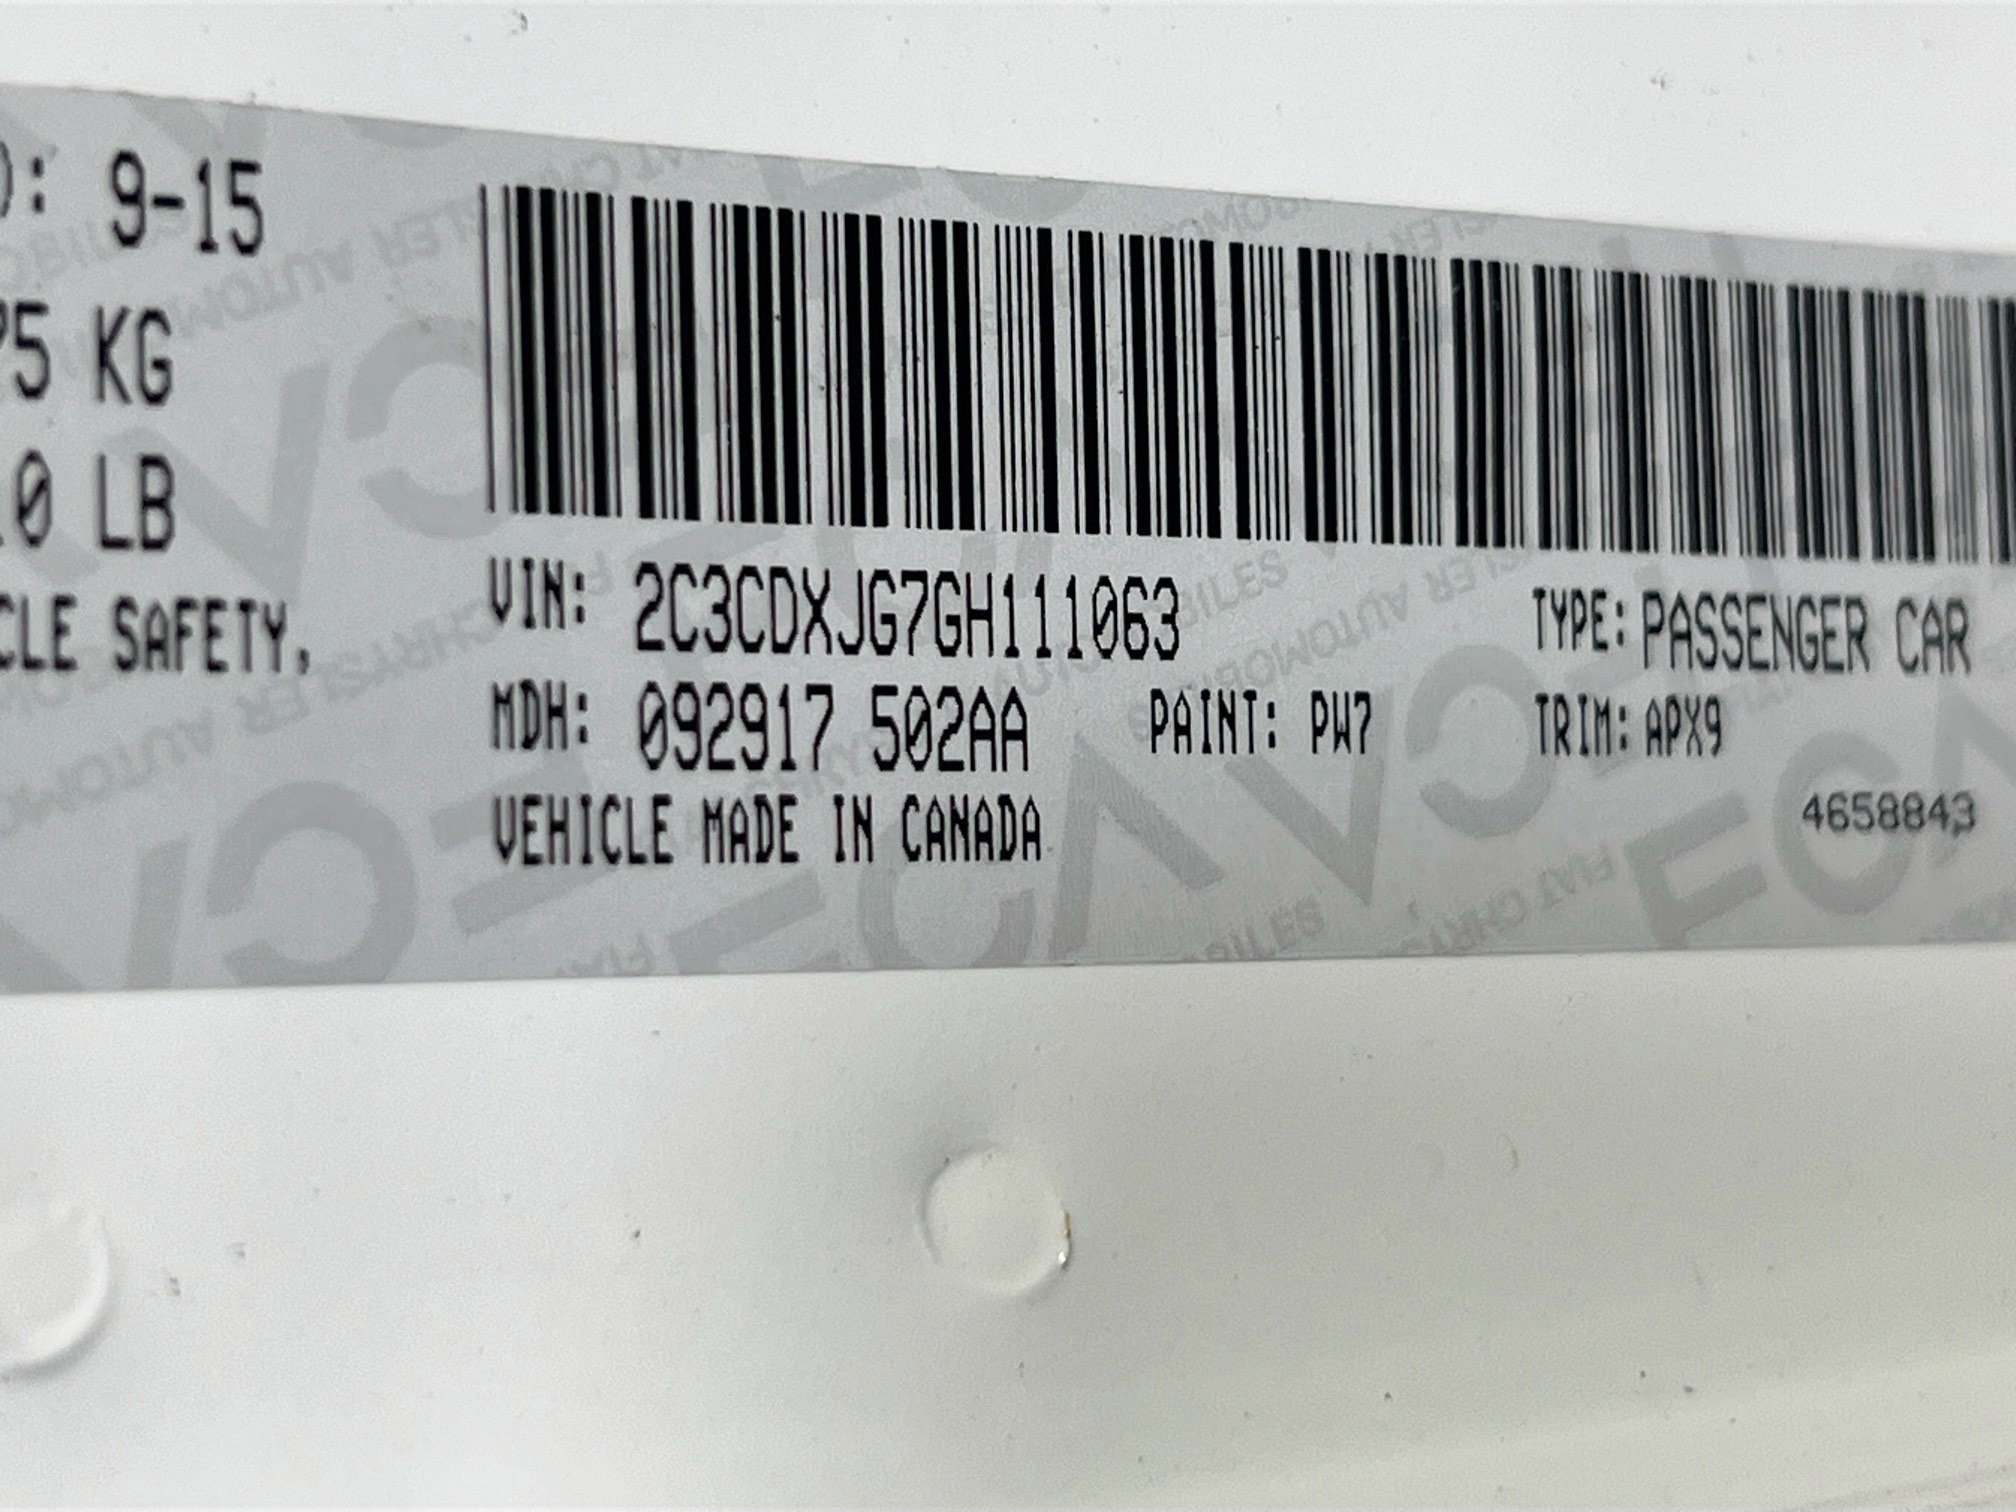 : 9-15
5 KG
0 LB
CLE SAFETY,
VIN: 2C3CDXJG7GH111063
TYPE: PASSENGER CAR
MDH: 092917 502AA
PAINT: PW7
TRIM: APX9
VEHICLE MADE IN CANADA
4658843